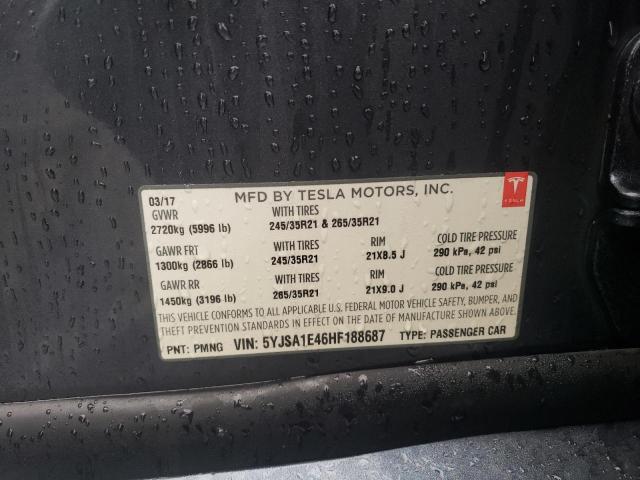 03/17 MFD BY TESLA MOTORS, INC.
TESLA
GVWR WITH TIRES
2720kg (5996 lb) 245/35R21 & 265/35R21
GAWR FRT WITH TIRES RIM COLD TIRE PRESSURE
1300kg (2866 lb) 245/35R21 21X8.5 J 290 kPa, 42 psi
GAWR RR WITH TIRES RIM COLD TIRE PRESSURE
1450kg (3196 lb) 265/35R21 21X9.0 J 290 kPa, 42 psi
THIS VEHICLE CONFORMS TO ALL APPLICABLE U.S. FEDERAL MOTOR VEHICLE SAFETY, BUMPER, AND
THEFT PREVENTION STANDARDS IN EFFECT ON THE DATE OF MANUFACTURE SHOWN ABOVE.
PNT: PMNG VIN: 5YJSA1E46HF188687 TYPE: PASSENGER CAR